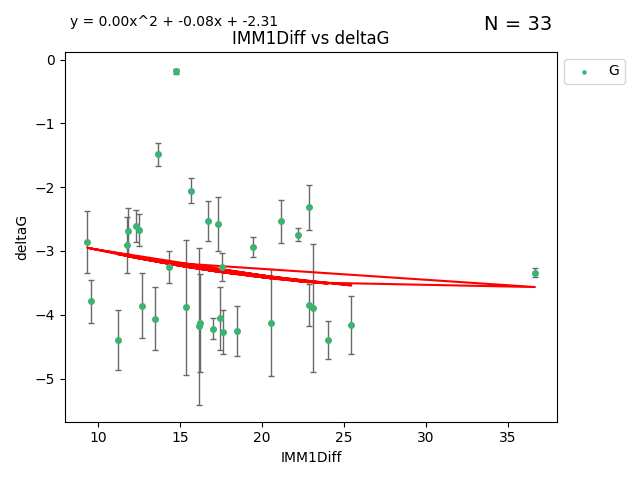 y = 0.00x^2 + -0.08x + -2.31
N = 33
IMM1Diff vs deltaG
G
deltaG
0
−1
−2
−3
−4
−5
10 15 20 25 30 35
IMM1Diff